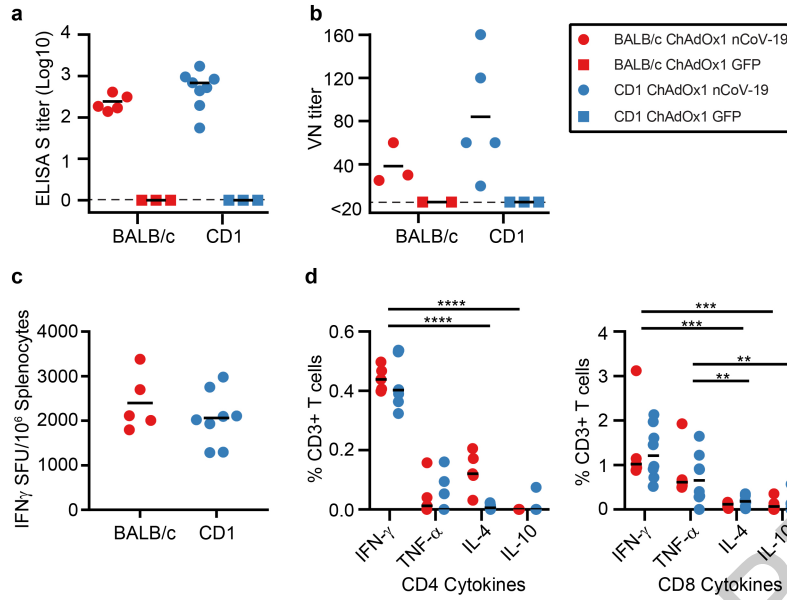 a
ELISA S titer (Log10)
4
3
2
1
0
BALB/c
CD1
b
VN titer
160
120
80
40
<20
BALB/c
CD1
BALB/c ChAdOx1 nCoV-19
BALB/c ChAdOx1 GFP
CD1 ChAdOx1 nCoV-19
CD1 ChAdOx1 GFP
c
IFNγ SFU/10⁶ Splenocytes
4000
3000
2000
1000
0
BALB/c
CD1
d
% CD3+ T cells
0.6
0.4
0.2
0.0
****
****
IFN-γ
TNF-α
IL-4
IL-10
CD4 Cytokines
% CD3+ T cells
4
3
2
1
0
***
***
**
**
IFN-γ
TNF-α
IL-4
IL-10
CD8 Cytokines